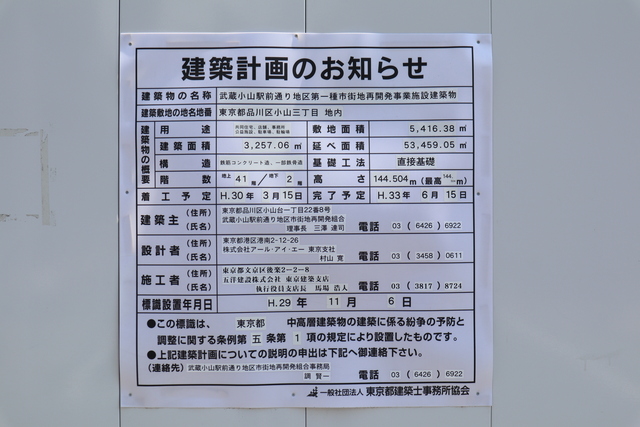 建築計画のお知らせ
建築物の名称 武蔵小山駅前通り地区第一種市街地再開発事業施設建築物
建築敷地の地名地番 東京都品川区小山三丁目 地内
建築物の概要
用途 共同住宅、店舗、事務所 公益施設、駐車場、駐輪場 敷地面積 5,416.38 ㎡
建築面積 3,257.06 ㎡ 延べ面積 53,459.05 ㎡
構造 鉄筋コンクリート造、一部鉄骨造 基礎工法 直接基礎
階数 地上 41 階／地下 2 階 高さ 144.504 m (最高 144. m)
着工予定 H.30年 3月15日 完了予定 H.33年 6月15日
建築主 (住所) (氏名) 東京都品川区小山台一丁目22番8号
武蔵小山駅前通り地区市街地再開発組合
理事長 三澤 達司 電話 03 ( 6426 ) 6922
設計者 (住所) (氏名) 東京都港区港南2-12-26
株式会社アール・アイ・エー 東京支社
村山 寛 電話 03 ( 3458 ) 0611
施工者 (住所) (氏名) 東京都文京区後楽2-2-8
五洋建設株式会社 東京建築支店
執行役員支店長 馬場 浩人 電話 03 ( 3817 ) 8724
標識設置年月日 H.29年 11月 6日
●この標識は、 東京都 中高層建築物の建築に係る紛争の予防と
調整に関する条例第 五 条第 1 項の規定により設置したものです。
●上記建築計画についての説明の申出は下記へ御連絡下さい。
(連絡先) 武蔵小山駅前通り地区市街地再開発組合事務局
調 賢一 電話 03 ( 6426 ) 6922
一般社団法人 東京都建築士事務所協会